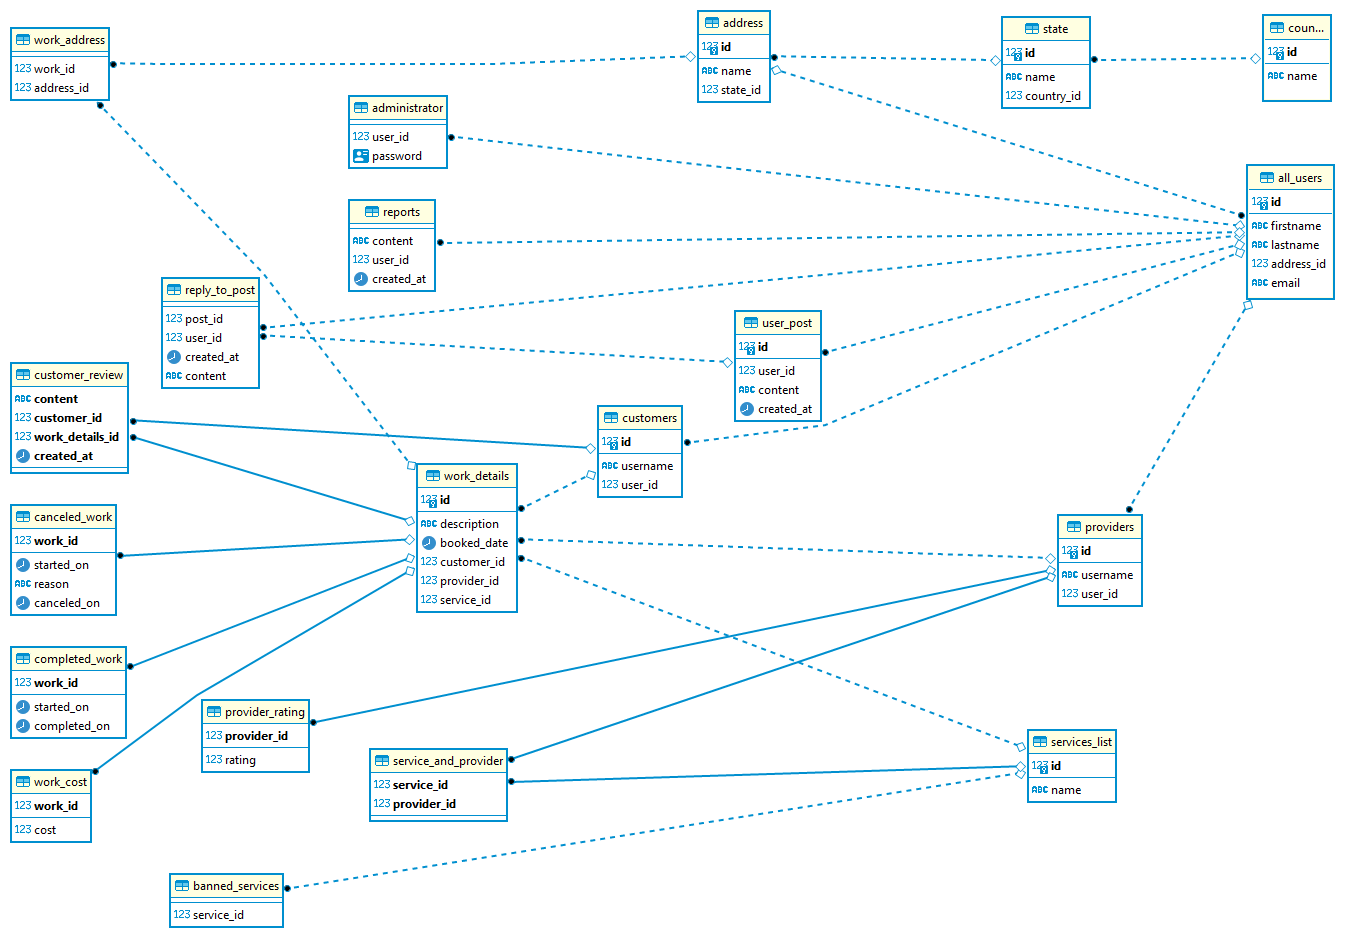 work_address
123 work_id
123 address_id
address
123 id
ABC name
123 state_id
state
123 id
ABC name
123 country_id
coun...
123 id
ABC name
administrator
123 user_id
password
all_users
123 id
ABC firstname
ABC lastname
123 address_id
ABC email
reports
ABC content
123 user_id
created_at
reply_to_post
123 post_id
123 user_id
created_at
ABC content
user_post
123 id
123 user_id
ABC content
created_at
customer_review
ABC content
123 customer_id
123 work_details_id
created_at
customers
123 id
ABC username
123 user_id
work_details
123 id
ABC description
booked_date
123 customer_id
123 provider_id
123 service_id
canceled_work
123 work_id
started_on
ABC reason
canceled_on
providers
123 id
ABC username
123 user_id
completed_work
123 work_id
started_on
completed_on
provider_rating
123 provider_id
123 rating
service_and_provider
123 service_id
123 provider_id
services_list
123 id
ABC name
work_cost
123 work_id
123 cost
banned_services
123 service_id